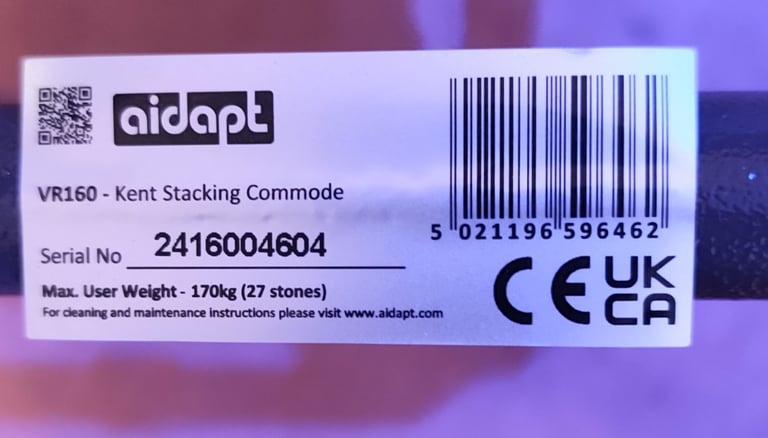 aidapt
VR160 - Kent Stacking Commode
Serial No 2416004604
Max. User Weight - 170kg (27 stones)
For cleaning and maintenance instructions please visit www.aidapt.com
5 021196 596462
CE UK
CA